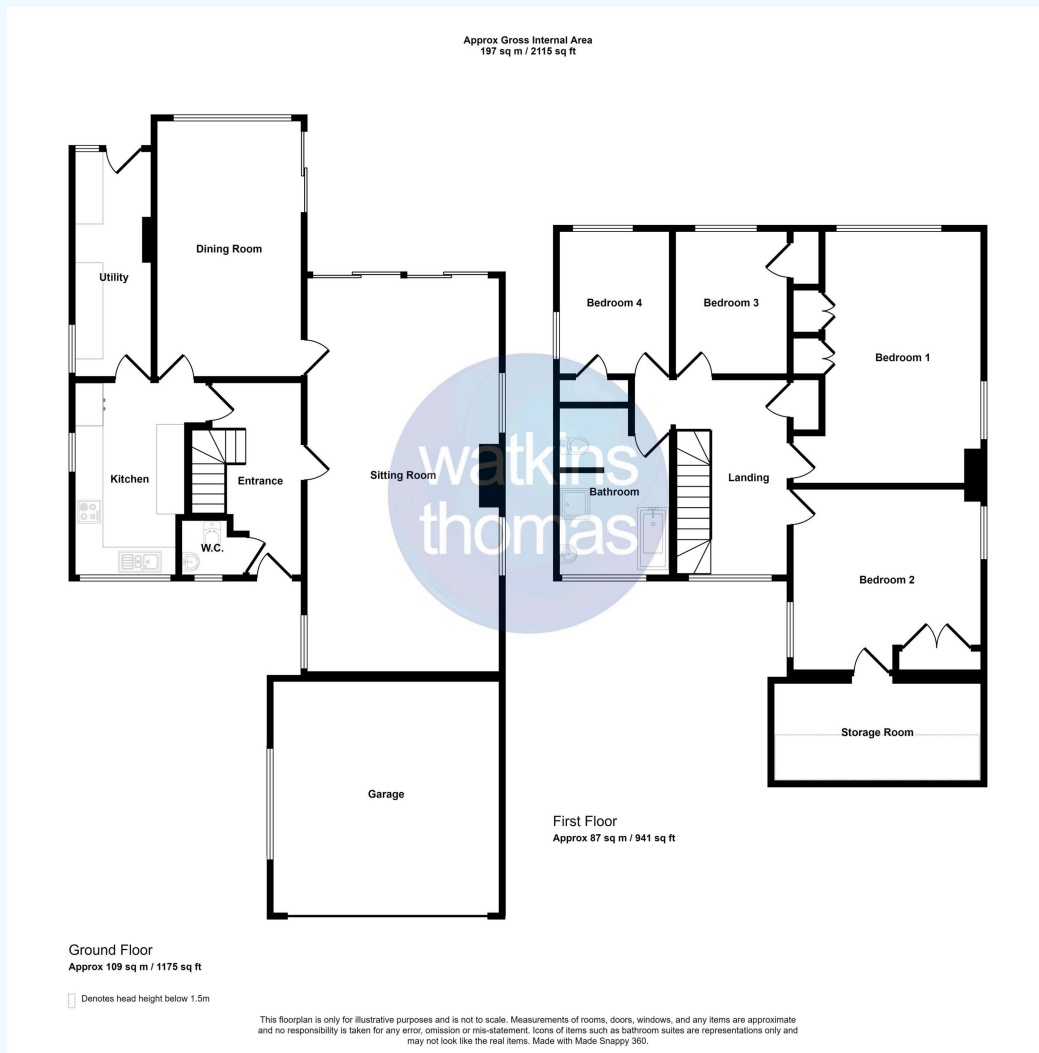 Approx Gross Internal Area
197 sq m / 2115 sq ft
Dining Room
Utility
Bedroom 4
Bedroom 3
Bedroom 1
watkins
thomas
Kitchen
Entrance
Sitting Room
Bathroom
Landing
W.C.
Bedroom 2
Storage Room
Garage
First Floor
Approx 87 sq m / 941 sq ft
Ground Floor
Approx 109 sq m / 1175 sq ft
Denotes head height below 1.5m
This floorplan is only for illustrative purposes and is not to scale. Measurements of rooms, doors, windows, and any items are approximate
and no responsibility is taken for any error, omission or mis-statement. Icons of items such as bathroom suites are representations only and
may not look like the real items. Made with Made Snappy 360.